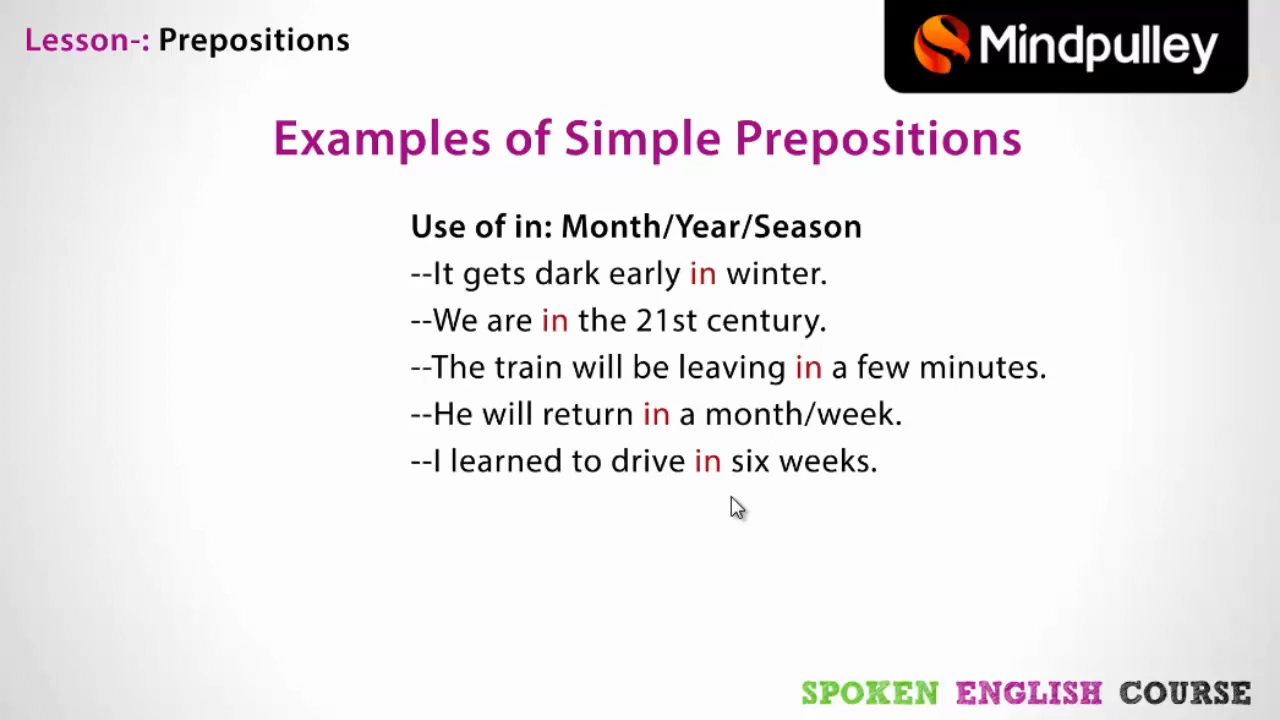 Lesson-: Prepositions
Mindpulley
Examples of Simple Prepositions
Use of in: Month/Year/Season
--It gets dark early in winter.
--We are in the 21st century.
--The train will be leaving in a few minutes.
--He will return in a month/week.
--I learned to drive in six weeks.
SPOKEN ENGLISH COURSE